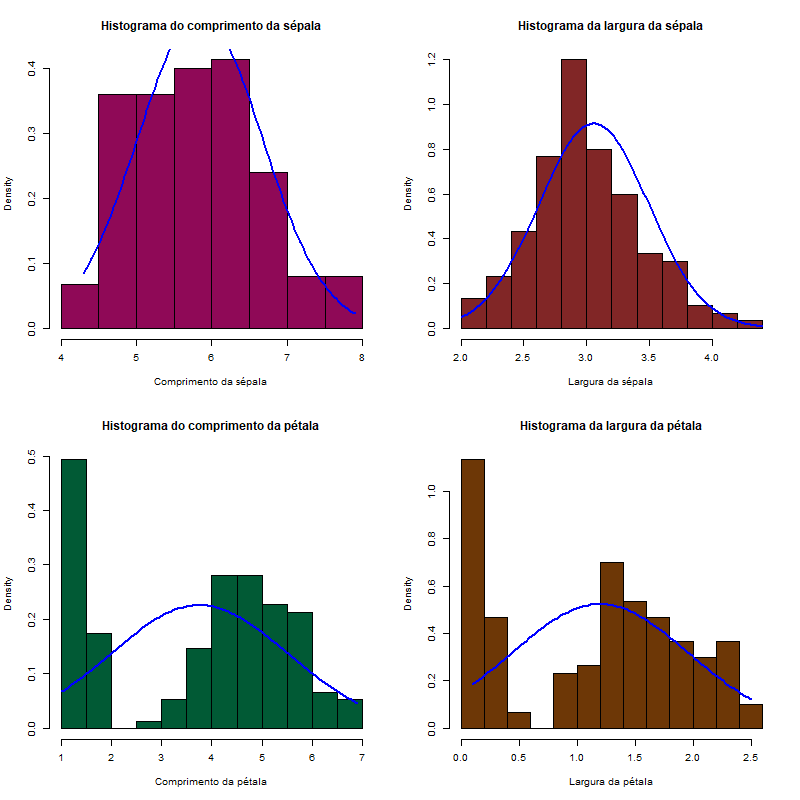 Histograma do comprimento da sépala
Density
0.0 0.1 0.2 0.3 0.4
4 5 6 7 8
Comprimento da sépala
Histograma da largura da sépala
Density
0.0 0.2 0.4 0.6 0.8 1.0 1.2
2.0 2.5 3.0 3.5 4.0
Largura da sépala
Histograma do comprimento da pétala
Density
0.0 0.1 0.2 0.3 0.4 0.5
1 2 3 4 5 6 7
Comprimento da pétala
Histograma da largura da pétala
Density
0.0 0.2 0.4 0.6 0.8 1.0
0.0 0.5 1.0 1.5 2.0 2.5
Largura da pétala